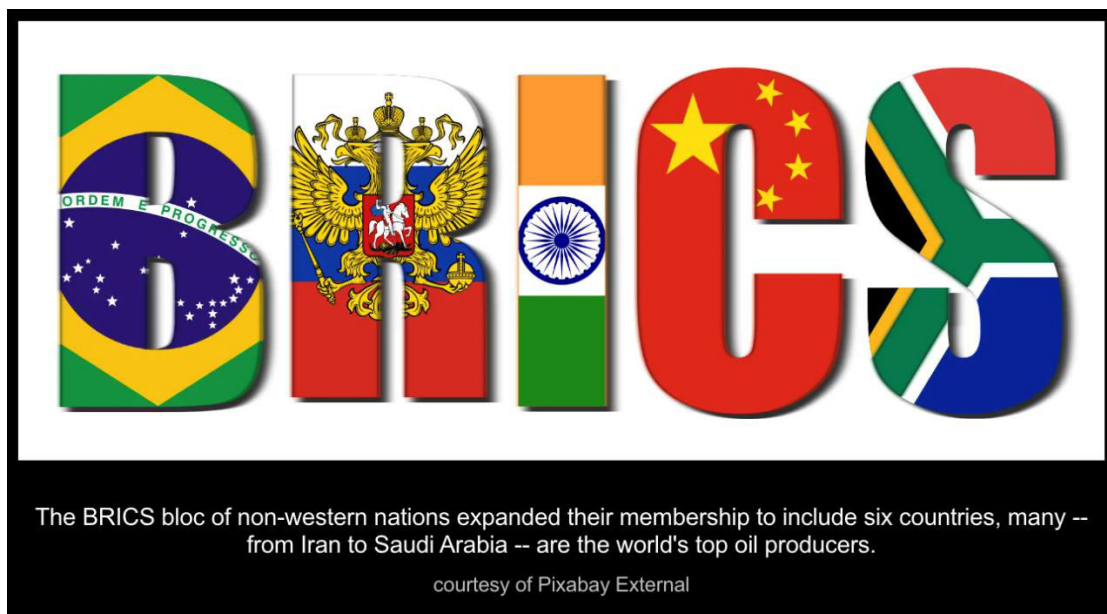 BRICS
ORDEM E PROGRESSO
The BRICS bloc of non-western nations expanded their membership to include six countries, many --
from Iran to Saudi Arabia -- are the world's top oil producers.
courtesy of Pixabay External